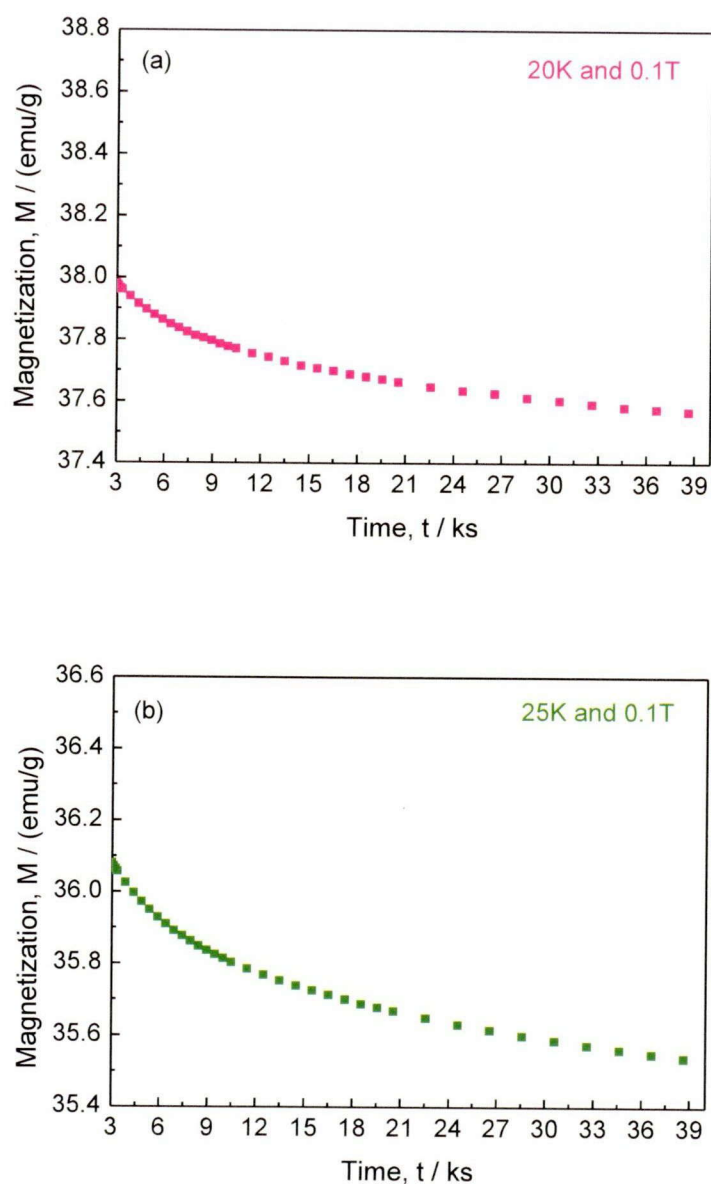 38.8
(a)
20K and 0.1T
38.6
38.4
38.2
38.0
37.8
37.6
37.4
3 6 9 12 15 18 21 24 27 30 33 36 39
Magnetization, M / (emu/g)
Time, t / ks
36.6
(b)
25K and 0.1T
36.4
36.2
36.0
35.8
35.6
35.4
3 6 9 12 15 18 21 24 27 30 33 36 39
Magnetization, M / (emu/g)
Time, t / ks